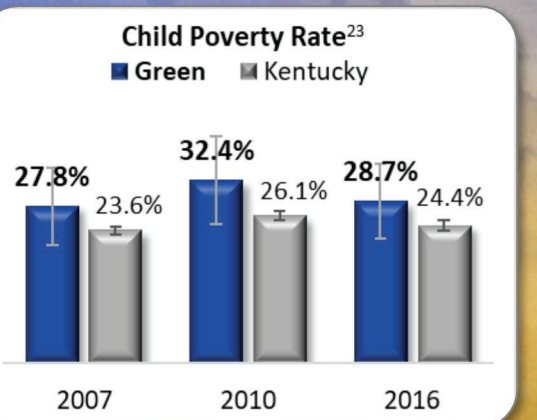 Child Poverty Rate23
Green Kentucky
27.8% 23.6% 32.4% 26.1% 28.7% 24.4%
2007 2010 2016